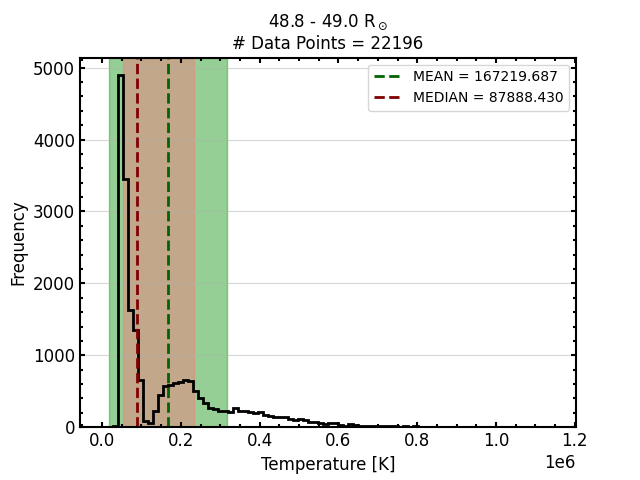 48.8 - 49.0 R⊙
# Data Points = 22196
MEAN = 167219.687
MEDIAN = 87888.430
Frequency
5000
4000
3000
2000
1000
0
0.0 0.2 0.4 0.6 0.8 1.0 1.2
Temperature [K]
1e6